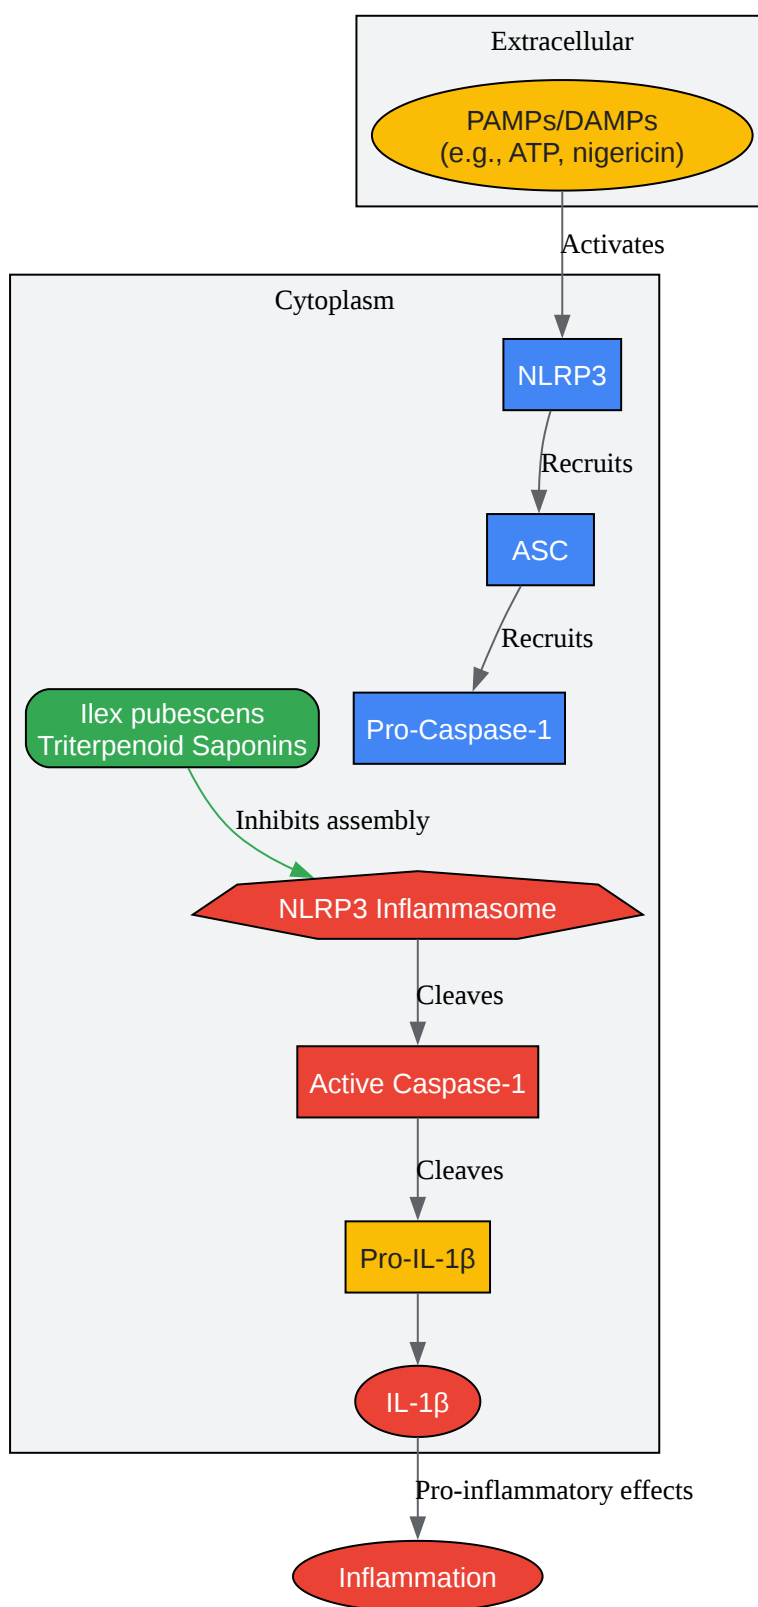 Extracellular
PAMPs/DAMPs
(e.g., ATP, nigericin)
Activates
Cytoplasm
NLRP3
Recruits
ASC
Recruits
Ilex pubescens
Triterpenoid Saponins
Pro-Caspase-1
Inhibits assembly
NLRP3 Inflammasome
Cleaves
Active Caspase-1
Cleaves
Pro-IL-1β
IL-1β
Pro-inflammatory effects
Inflammation